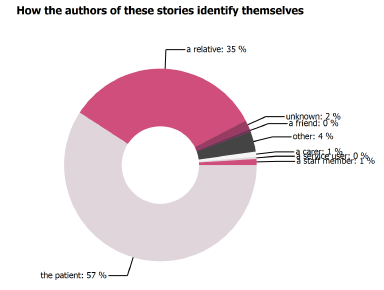 How the authors of these stories identify themselves
a relative: 35 %
unknown: 2 %
a friend: 0 %
other: 4 %
a carer: 1 %
a service user: 0 %
a staff member: 1 %
the patient: 57 %